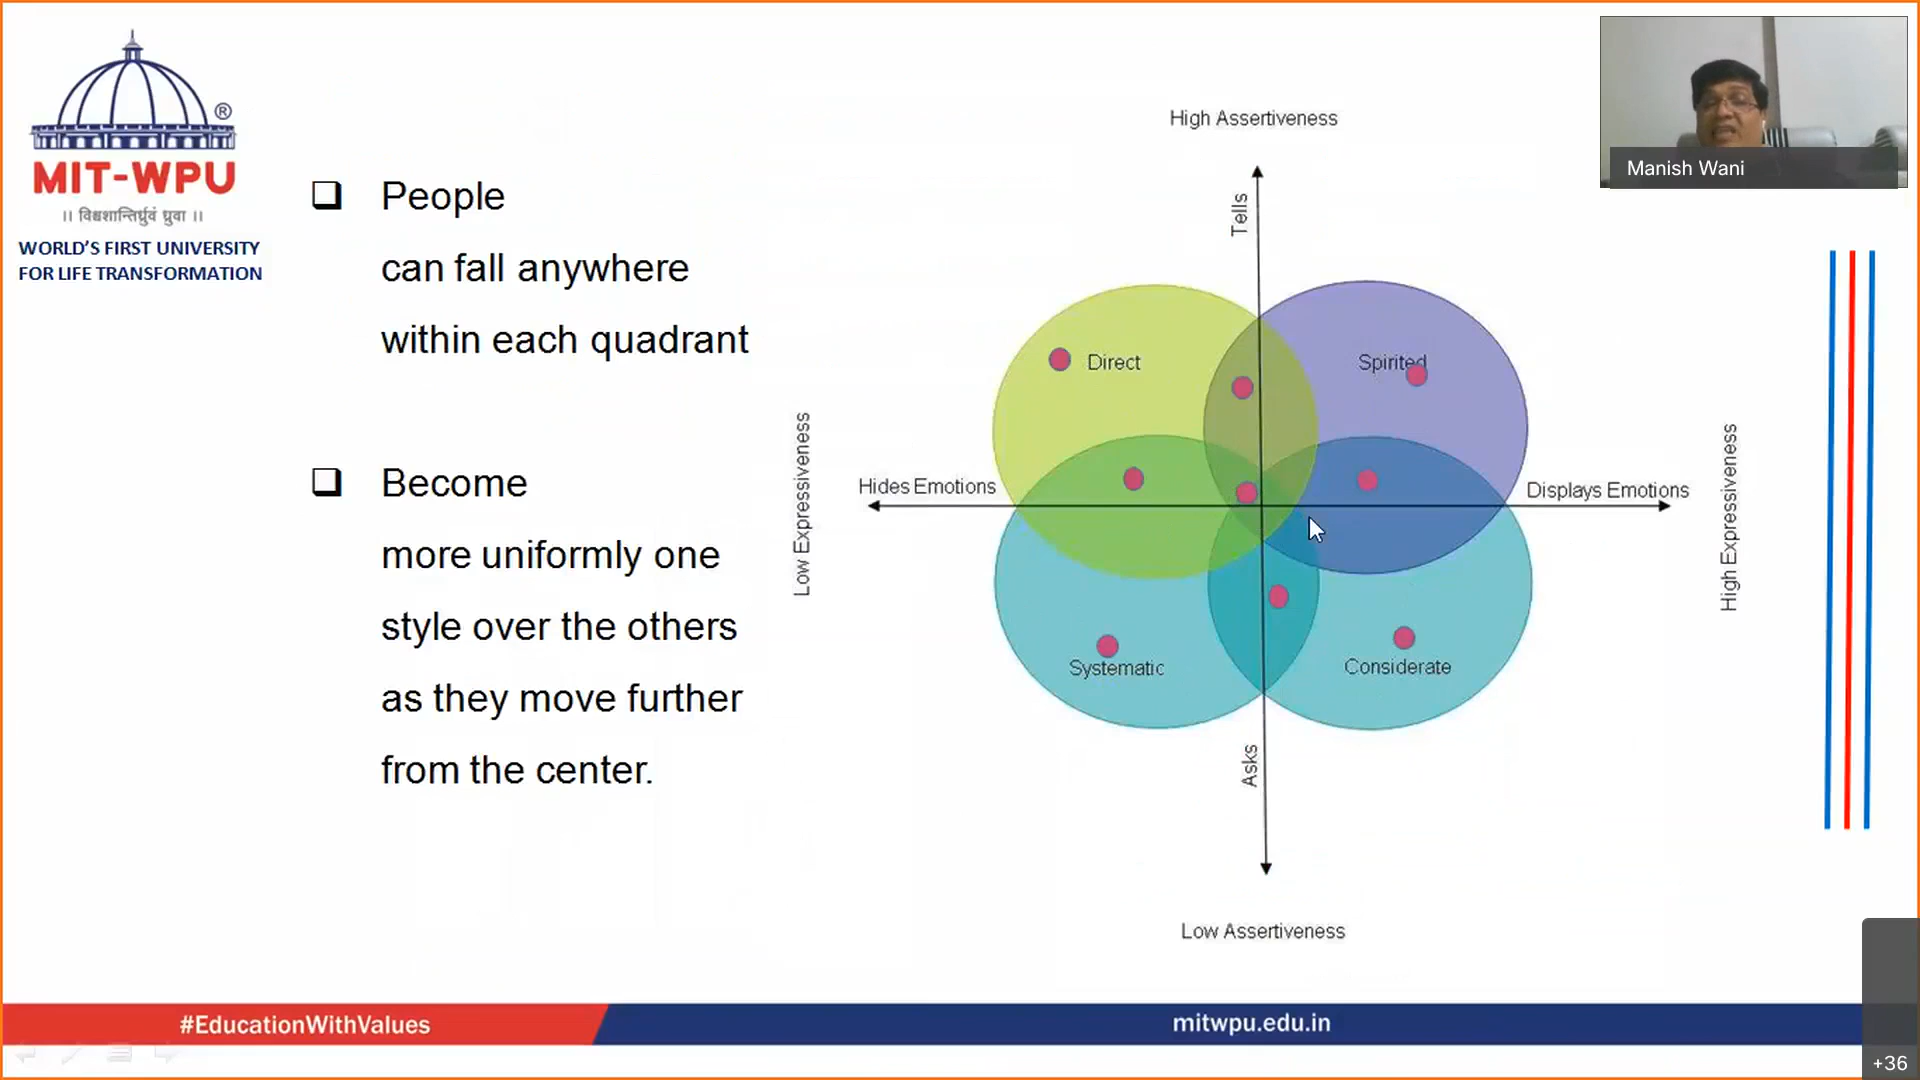 ®
MIT-WPU
।। विश्वशान्तिर्ध्रुवं ध्रुवा ।।
WORLD'S FIRST UNIVERSITY
FOR LIFE TRANSFORMATION
People
can fall anywhere
within each quadrant
Become
more uniformly one
style over the others
as they move further
from the center.
High Assertiveness
Tells
Direct
Spirited
Low Expressiveness
Hides Emotions
Displays Emotions
High Expressiveness
Systematic
Considerate
Asks
Low Assertiveness
Manish Wani
#EducationWithValues
mitwpu.edu.in
+36